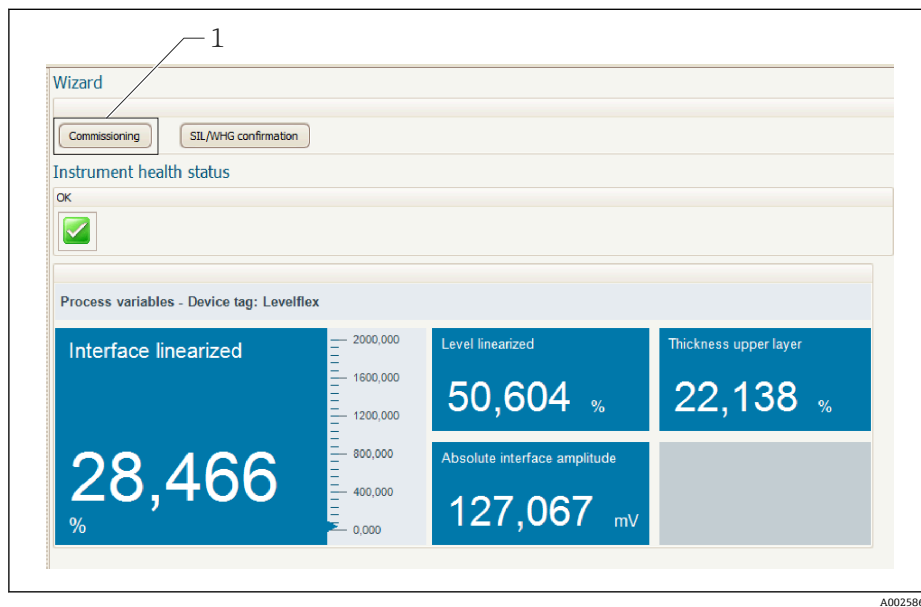 1
Wizard
Commissioning SIL/WHG confirmation
Instrument health status
OK
Process variables - Device tag: Levelflex
Interface linearized
28,466
%
2000,000
1600,000
1200,000
800,000
400,000
0,000
Level linearized
50,604 %
Thickness upper layer
22,138 %
Absolute interface amplitude
127,067 mV